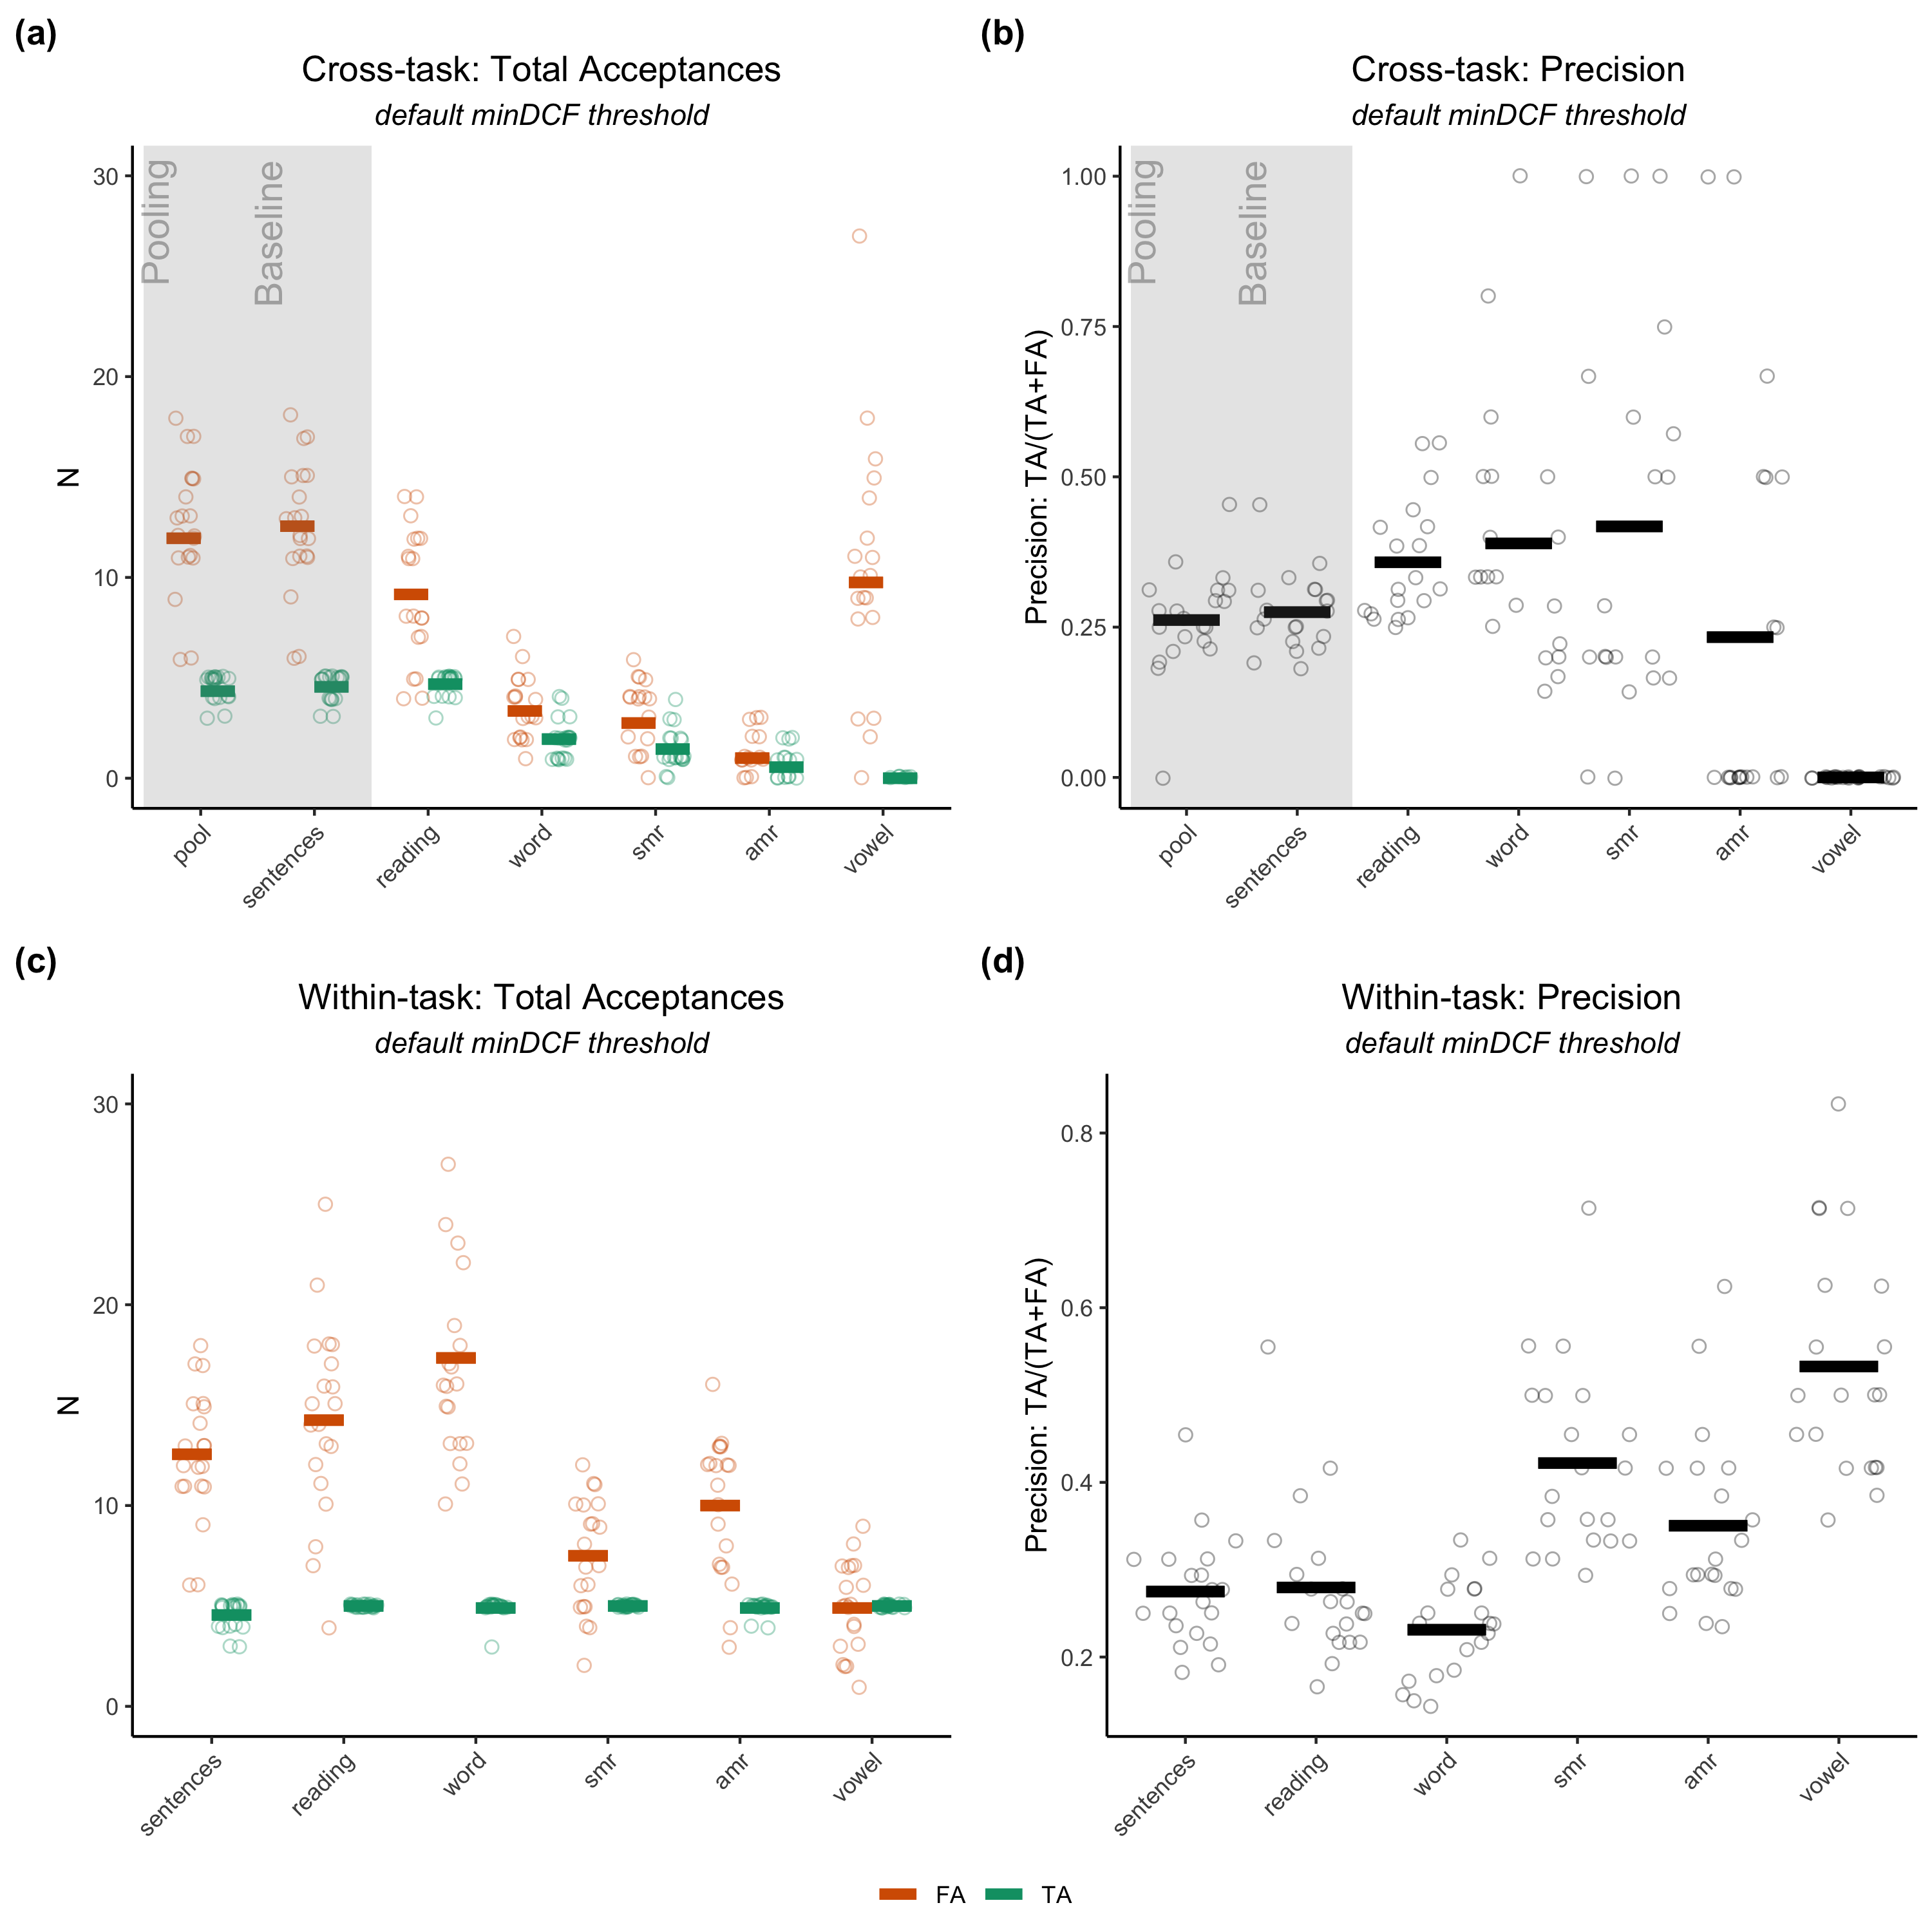 (a)
Cross-task: Total Acceptances
default minDCF threshold
Pooling
Baseline
N
30
20
10
0
pool
sentences
reading
word
smr
amr
vowel
(b)
Cross-task: Precision
default minDCF threshold
Pooling
Baseline
Precision: TA/(TA+FA)
1.00
0.75
0.50
0.25
0.00
pool
sentences
reading
word
smr
amr
vowel
(c)
Within-task: Total Acceptances
default minDCF threshold
N
30
20
10
0
sentences
reading
word
smr
amr
vowel
(d)
Within-task: Precision
default minDCF threshold
Precision: TA/(TA+FA)
0.8
0.6
0.4
0.2
sentences
reading
word
smr
amr
vowel
FA TA